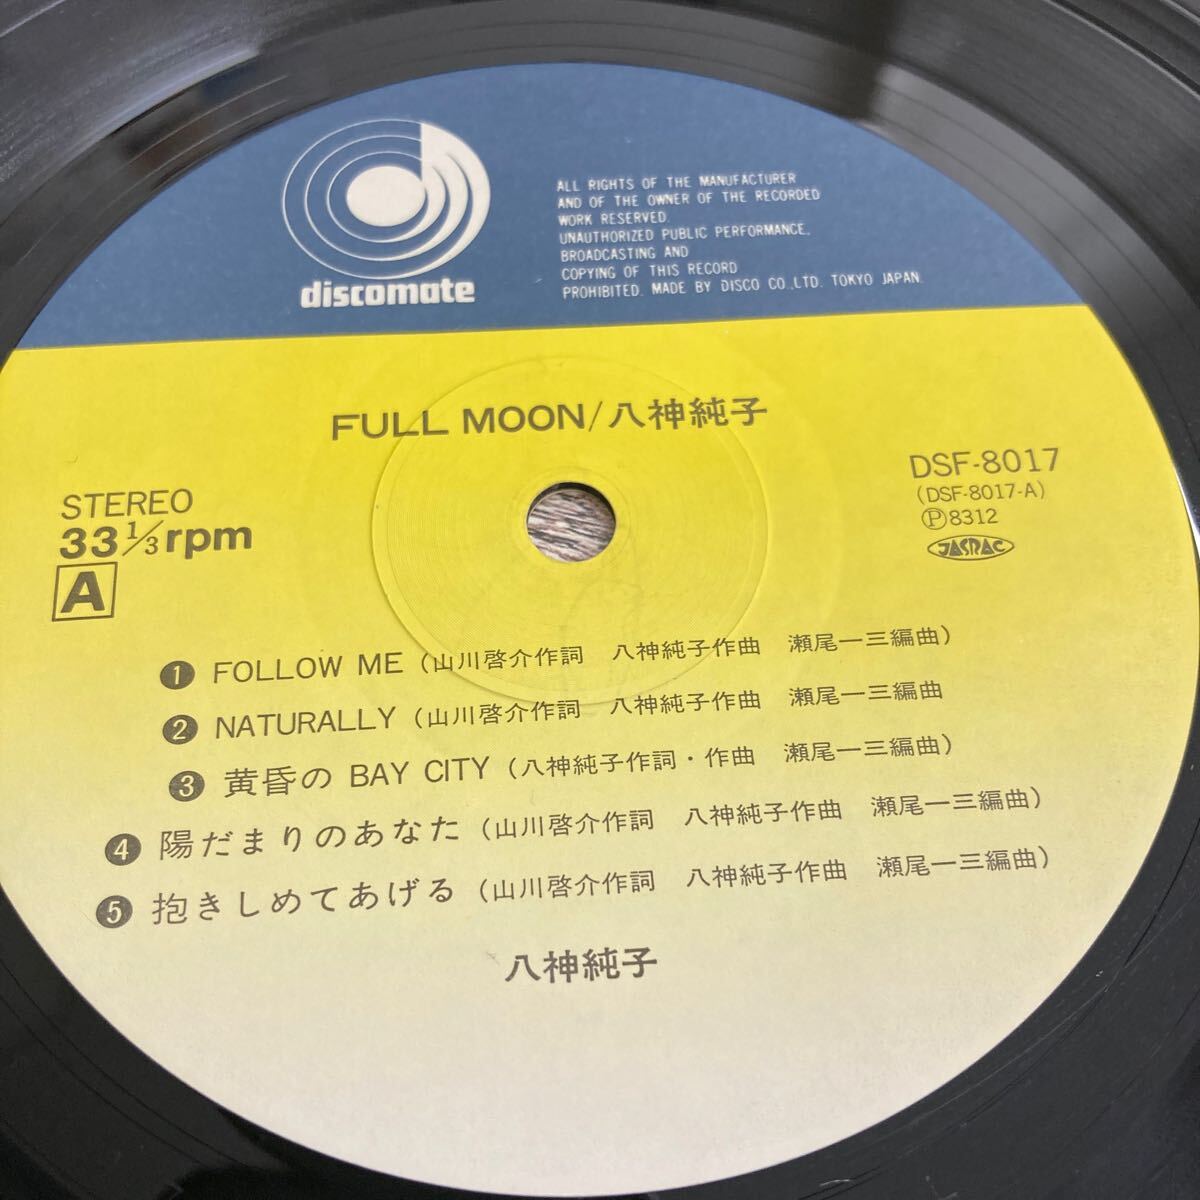 discomate
ALL RIGHTS OF THE MANUFACTURER
AND OF THE OWNER OF THE RECORDED
WORK RESERVED.
UNAUTHORIZED PUBLIC PERFORMANCE,
BROADCASTING AND
COPYING OF THIS RECORD
PROHIBITED. MADE BY DISCO CO.,LTD. TOKYO JAPAN.
FULL MOON/八神純子
STEREO
33 1/3 rpm
A
DSF-8017
(DSF-8017-A)
Ⓟ8312
JASRAC
❶ FOLLOW ME (山川啓介作詞 八神純子作曲 瀬尾一三編曲)
❷ NATURALLY (山川啓介作詞 八神純子作曲 瀬尾一三編曲
❸ 黄昏の BAY CITY (八神純子作詞・作曲 瀬尾一三編曲)
❹ 陽だまりのあなた (山川啓介作詞 八神純子作曲 瀬尾一三編曲)
❺ 抱きしめてあげる (山川啓介作詞 八神純子作曲 瀬尾一三編曲)
八神純子